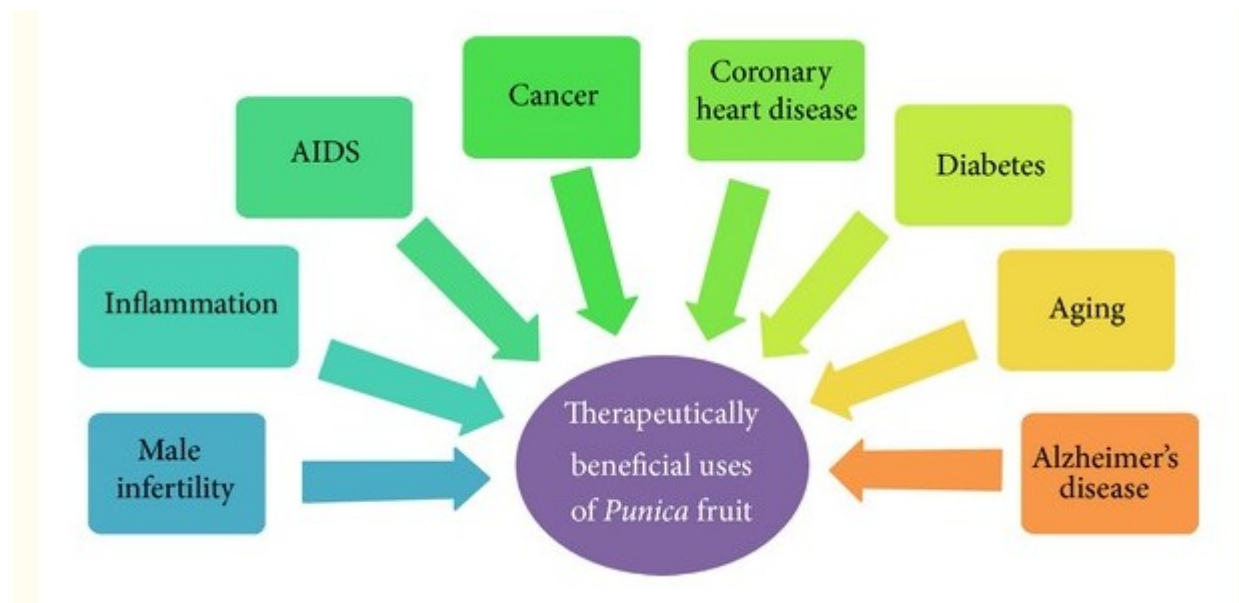 Cancer
Coronary
heart disease
AIDS
Diabetes
Inflammation
Aging
Male
infertility
Therapeutically
beneficial uses
of Punica fruit
Alzheimer's
disease